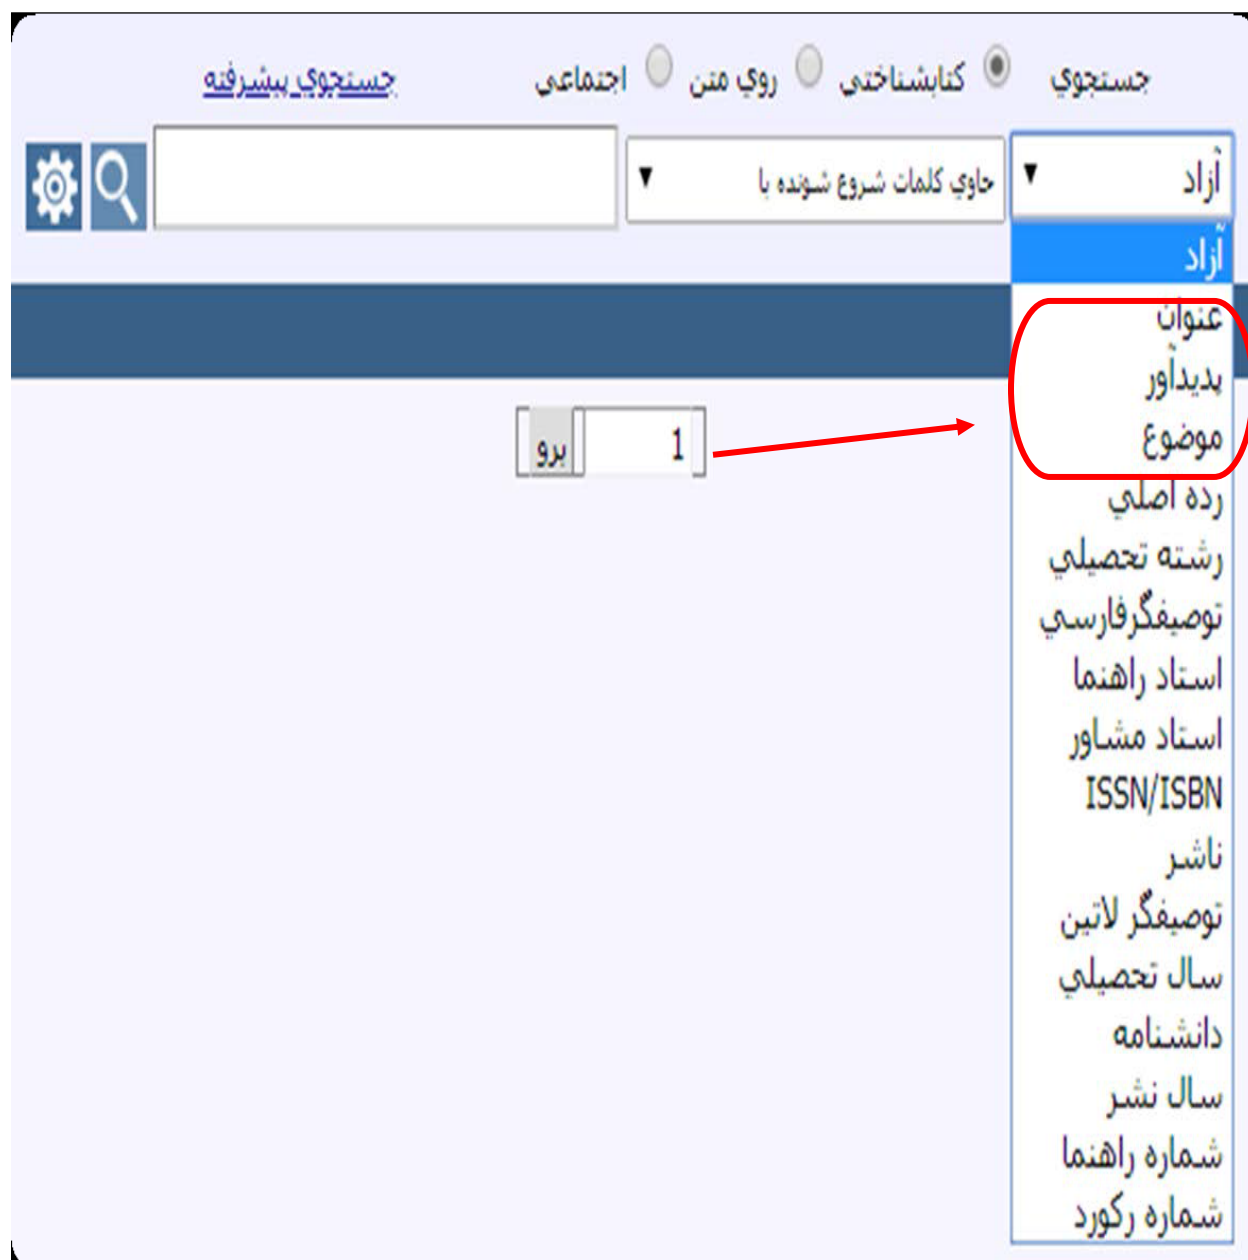 جستجوي كتابشناختي روي متن اجتماعی جستجوي پيشرفته
آزاد حاوي كلمات شروع شونده با
آزاد
عنوان
پديدآور
موضوع
1 برو
رده اصلي
رشته تحصيلي
توصيفگرفارسي
استاد راهنما
استاد مشاور
ISSN/ISBN
ناشر
توصيفگر لاتين
سال تحصيلي
دانشنامه
سال نشر
شماره راهنما
شماره ركورد